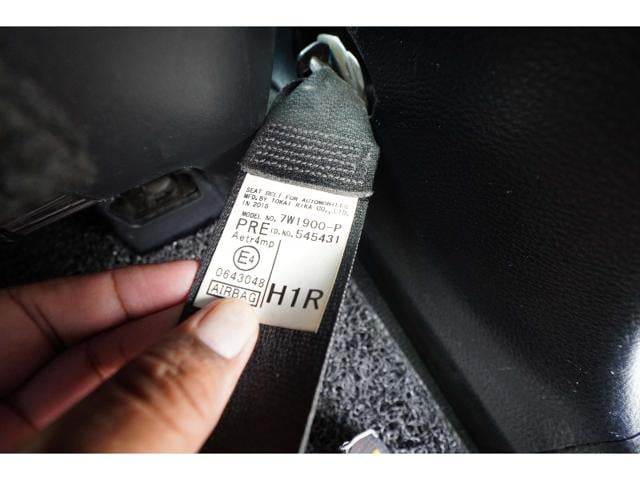 SEAT BELT FOR AUTOMOBILES
MFD.BY TOKAI RIKA CO.,LTD.
IN 2015
MODEL NO. 7W1900-P
PRE I.D.NO. 545431
Aetr4mp
E4
0643048
AIRBAG
H1R